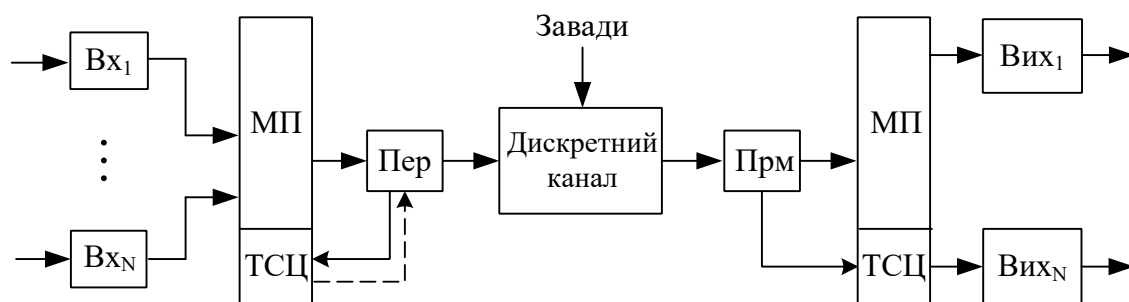 Завади
Вх₁
МП
Пер
Дискретний
канал
Прм
МП
Вих₁
Вхₙ
ТСЦ
ТСЦ
Вихₙ